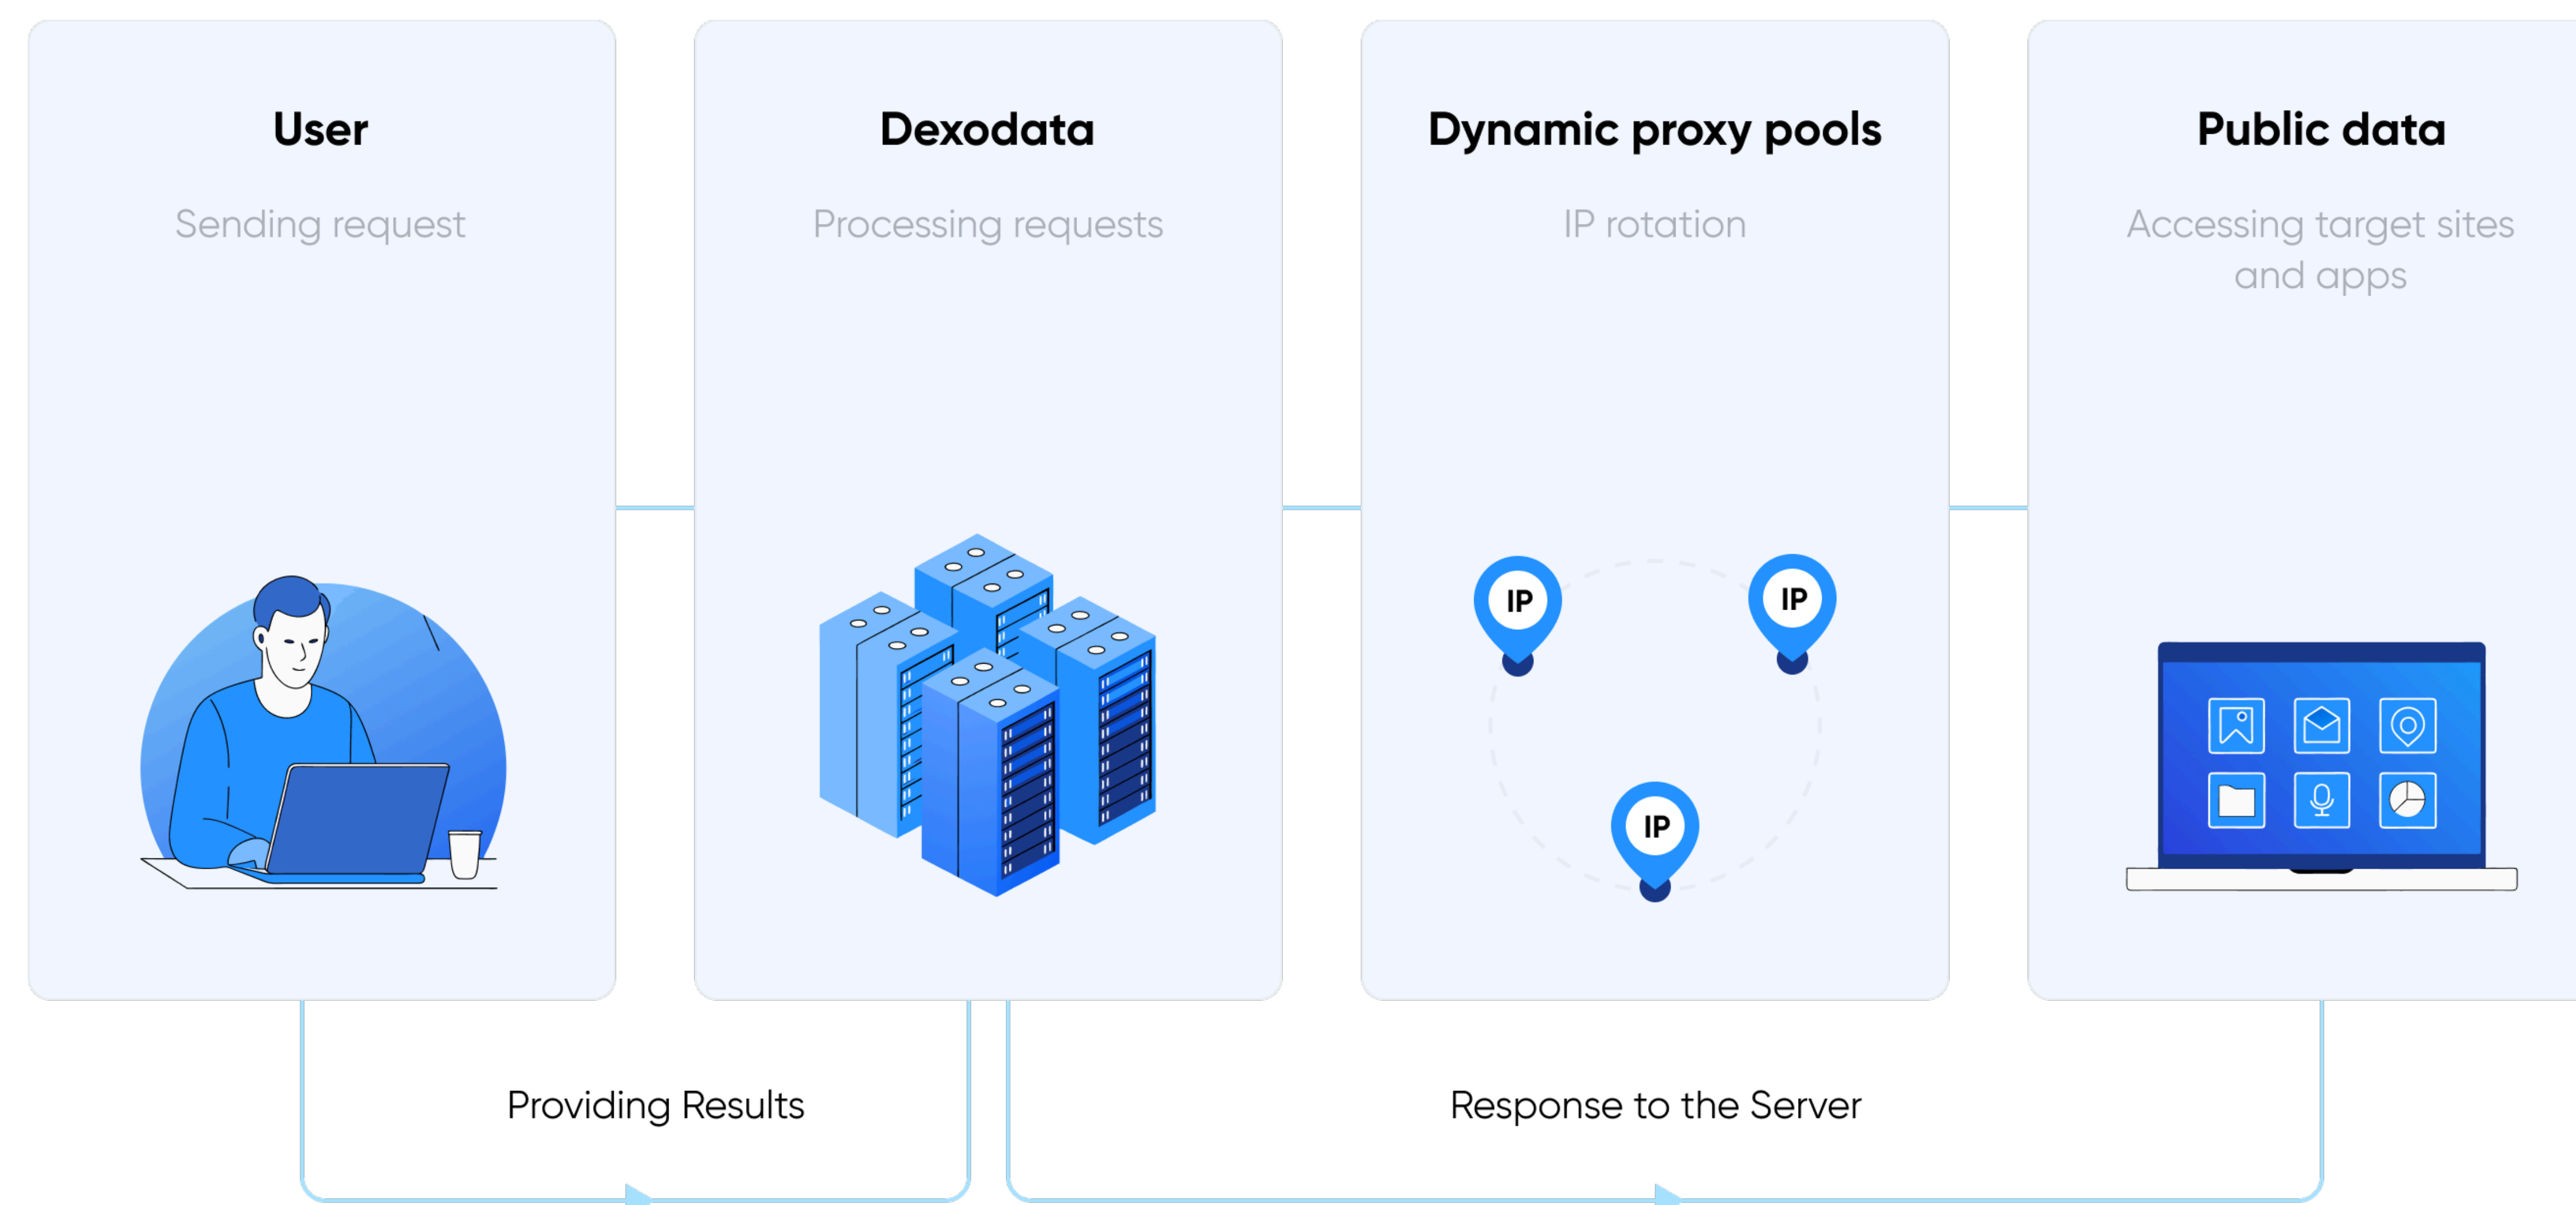 User
Sending request
Dexodata
Processing requests
Dynamic proxy pools
IP rotation
IP
IP
IP
Public data
Accessing target sites
and apps
Providing Results
Response to the Server